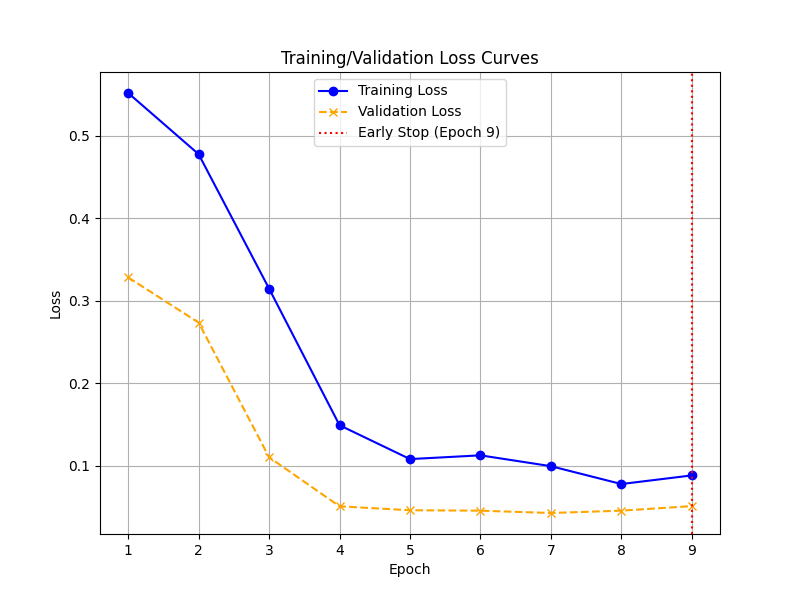 Training/Validation Loss Curves
Training Loss
Validation Loss
Early Stop (Epoch 9)
0.5
0.4
0.3
0.2
0.1
Loss
1 2 3 4 5 6 7 8 9
Epoch